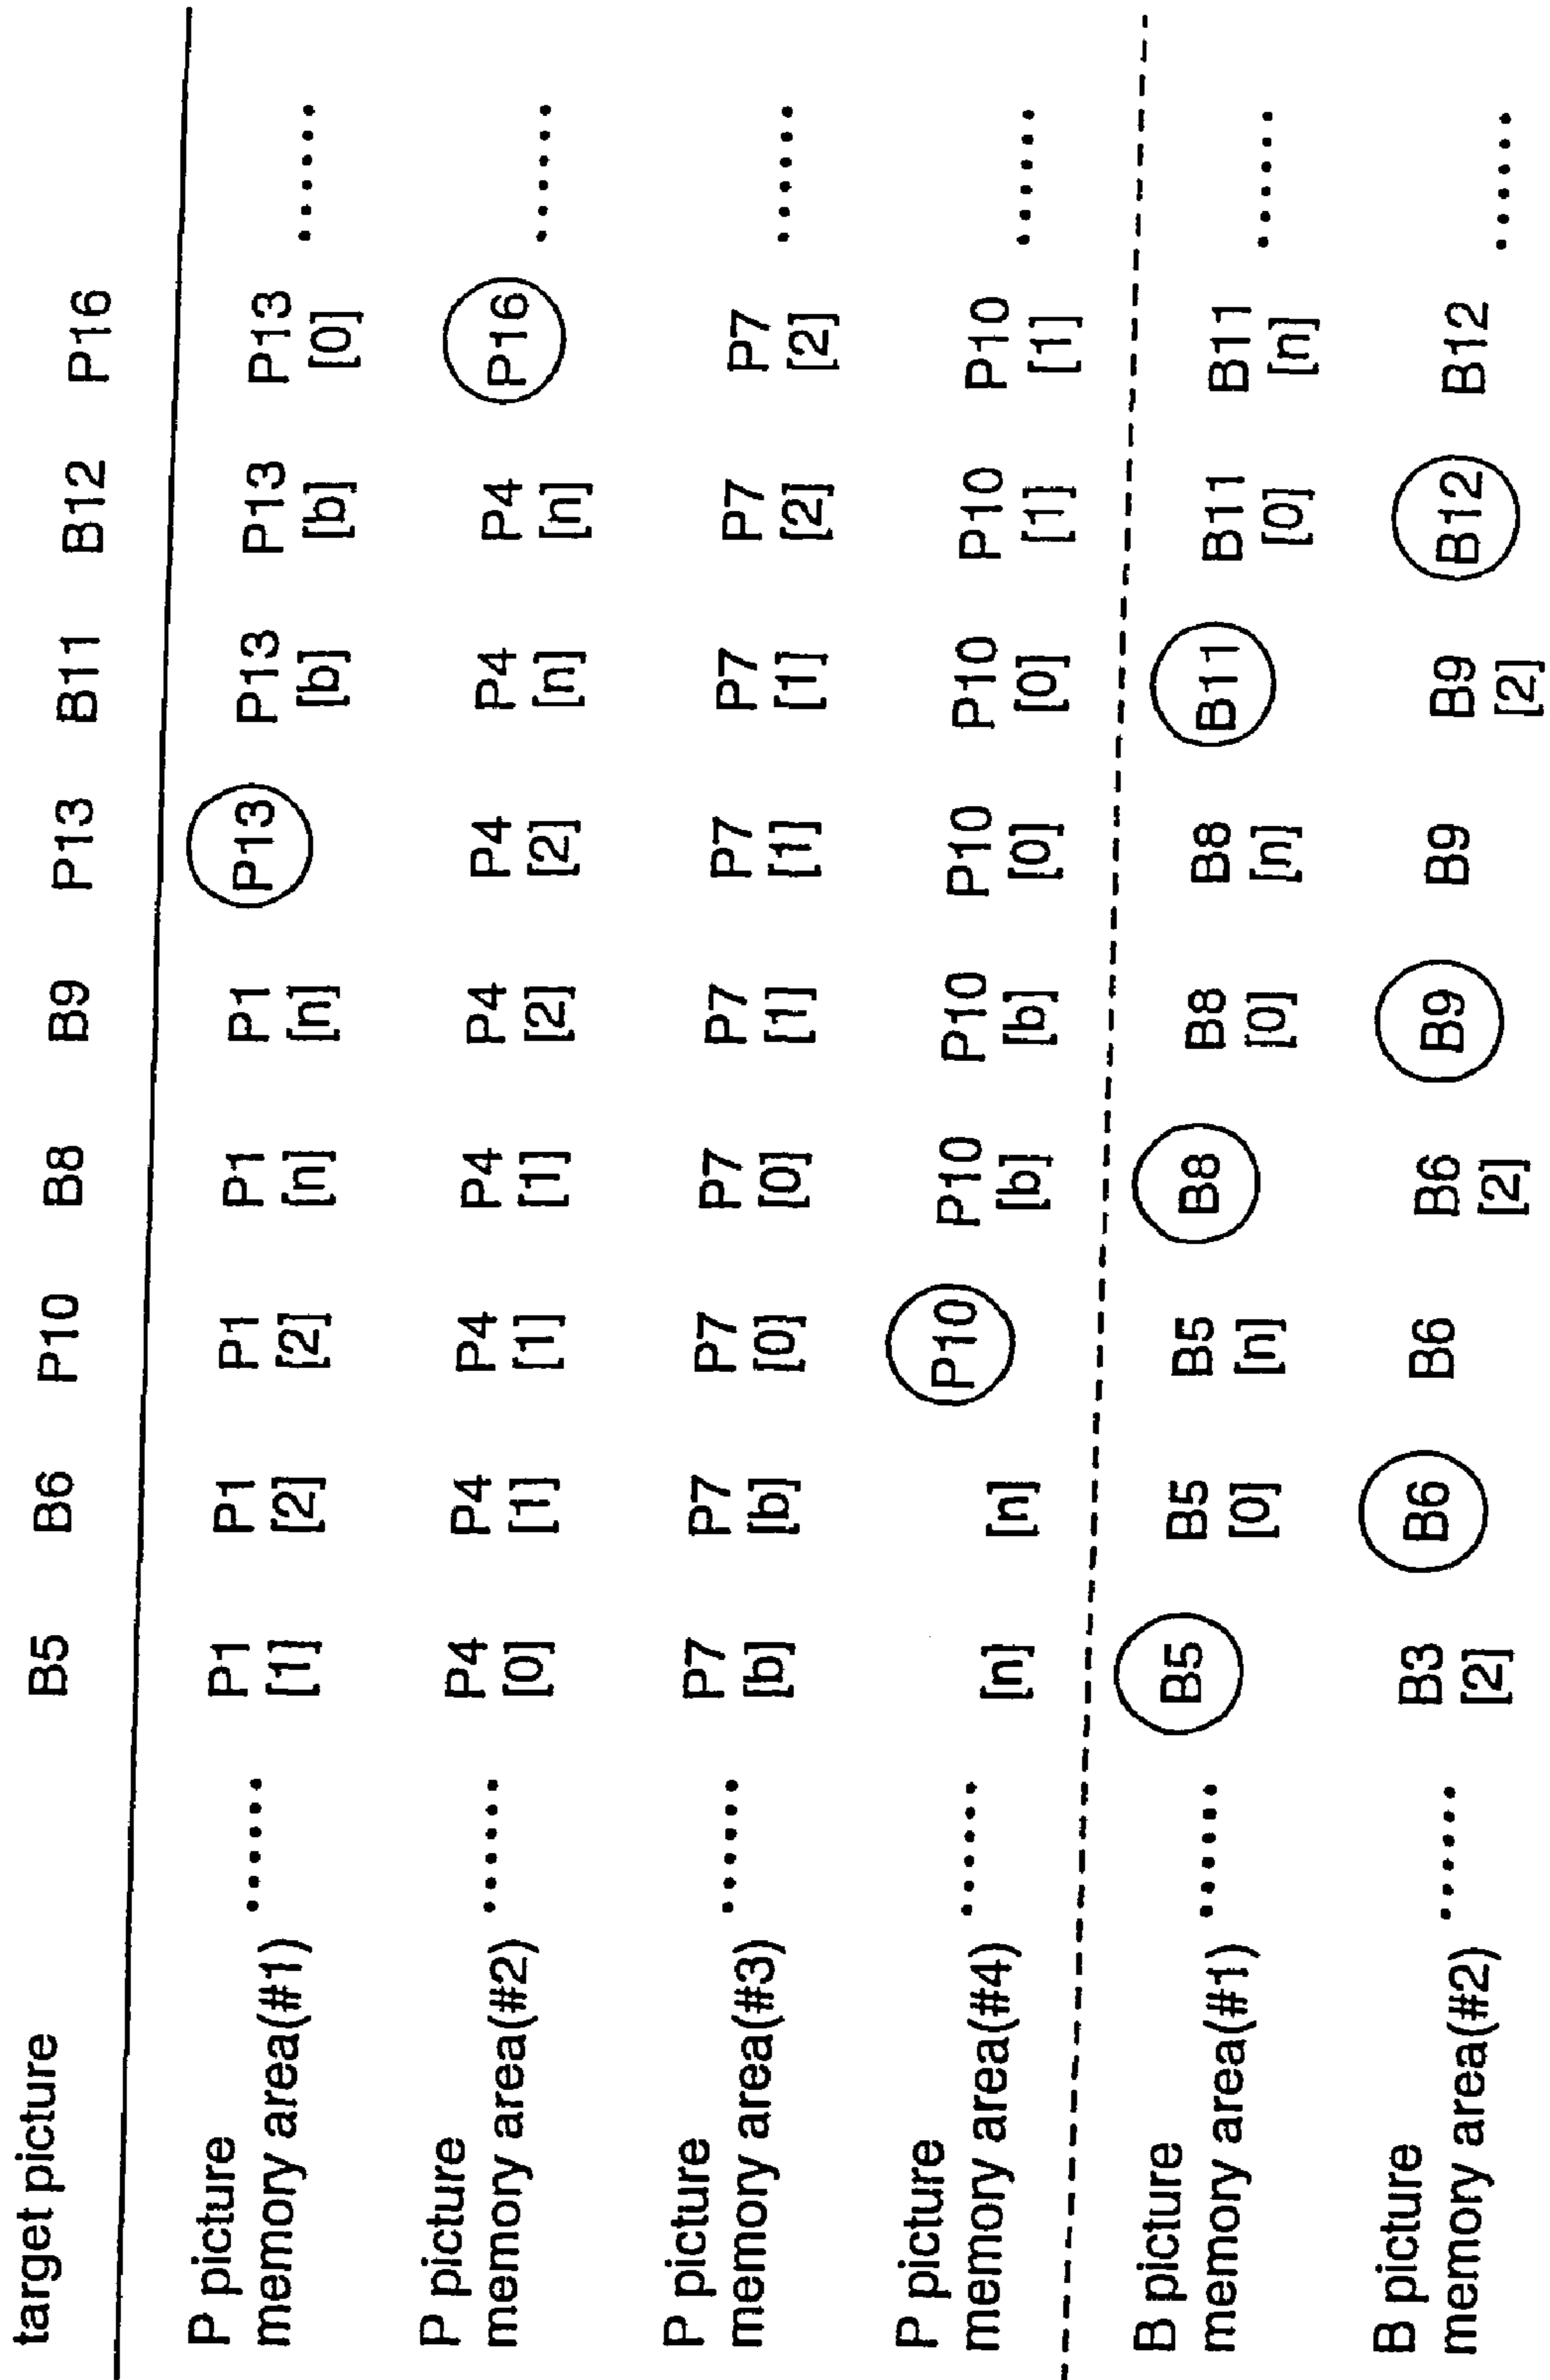 target picture B5 B6 P10 B8 B9 P13 B11 B12 P16
P picture P1 P1 P1 P1 P1 P13 P13 P13 P13
memory area(#1) ...... [1] [2] [2] [n] [n] [b] [b] [0] ......
P picture P4 P4 P4 P4 P4 P4 P4 P4 P16
memory area(#2) ...... [0] [1] [1] [1] [2] [2] [n] [n] ......
P picture P7 P7 P7 P7 P7 P7 P7 P7 P7
memory area(#3) ...... [b] [b] [0] [0] [1] [1] [1] [2] [2] ......
P picture P10 P10 P10 P10 P10 P10 P10
memory area(#4) ...... [n] [n] [b] [b] [0] [0] [1] [1] ......
B picture B5 B5 B5 B8 B8 B8 B11 B11 B11
memory area(#1) ...... [0] [n] [0] [n] [0] [n] ......
B picture B3 B6 B6 B6 B9 B9 B9 B12 B12
memory area(#2) ...... [2] [2] [2] ......